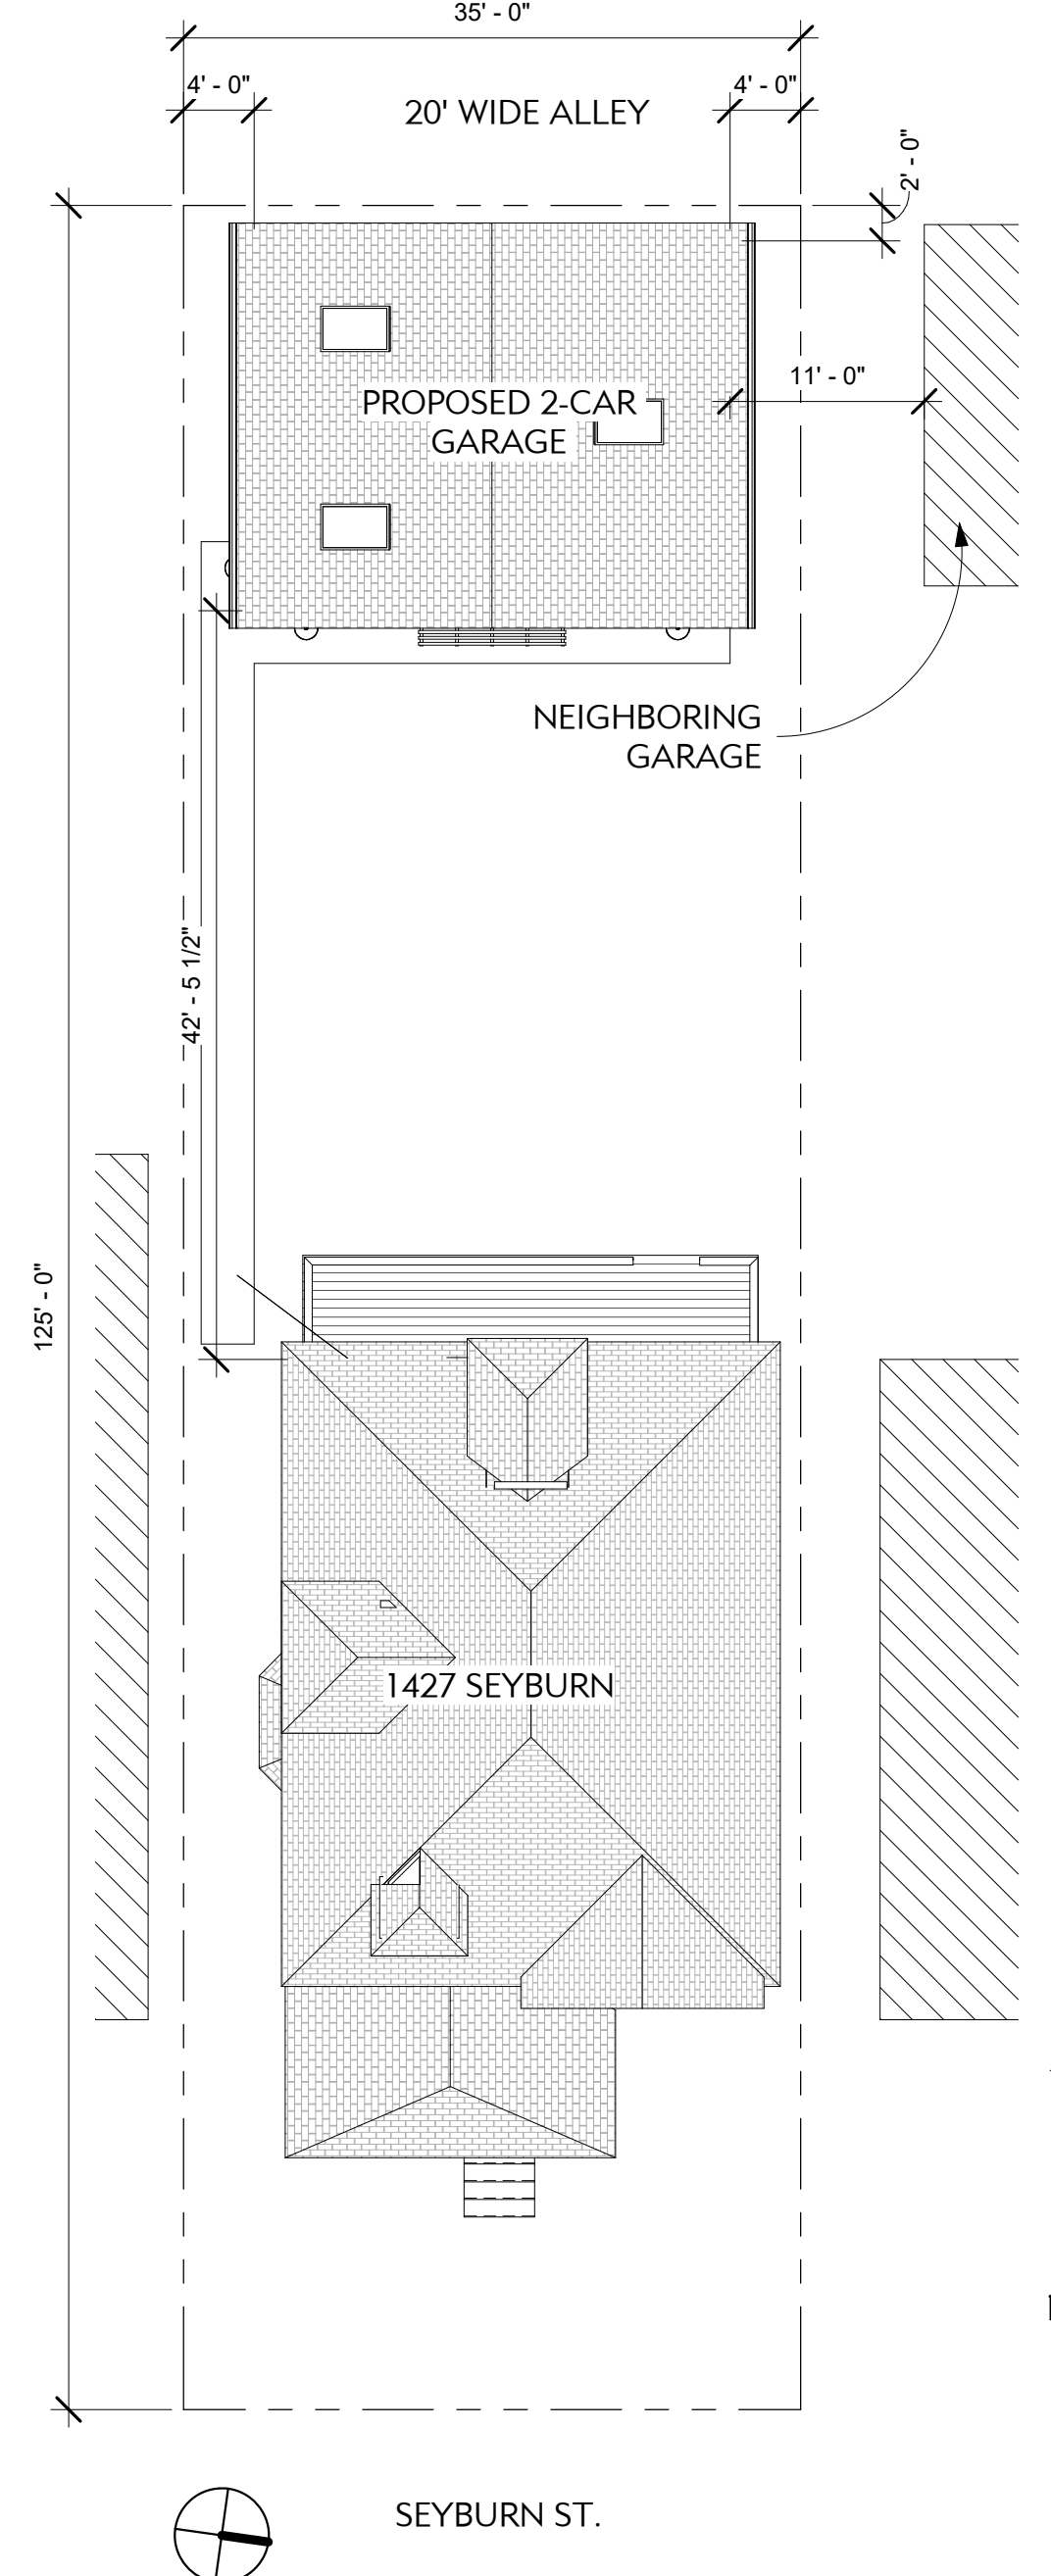 35' - 0"
4' - 0"
4' - 0"
20' WIDE ALLEY
2' - 0"
11' - 0"
PROPOSED 2-CAR
GARAGE
NEIGHBORING
GARAGE
42' - 5 1/2"
125' - 0"
1427 SEYBURN
SEYBURN ST.